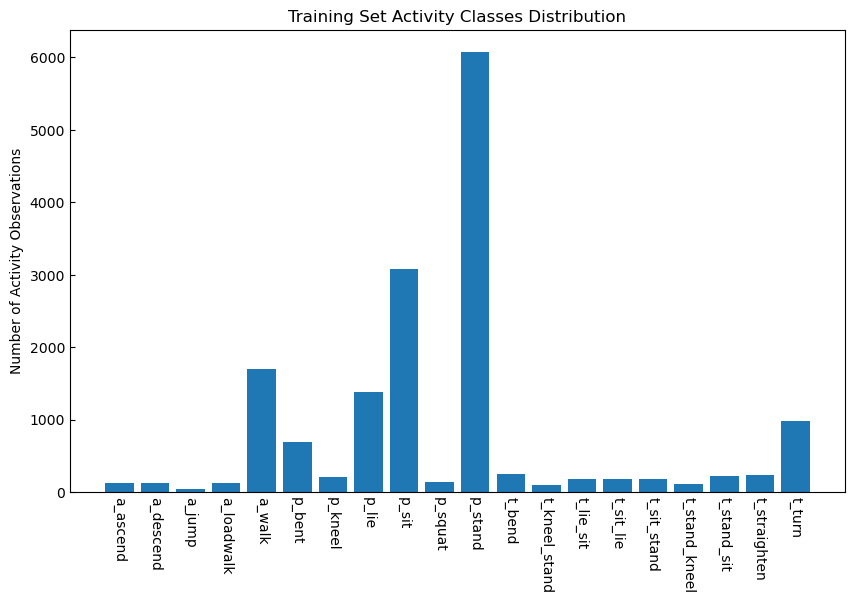 Training Set Activity Classes Distribution
Number of Activity Observations
6000
5000
4000
3000
2000
1000
0
a_ascend
a_descend
a_jump
a_loadwalk
a_walk
p_bent
p_kneel
p_lie
p_sit
p_squat
p_stand
t_bend
t_kneel_stand
t_lie_sit
t_sit_lie
t_sit_stand
t_stand_kneel
t_stand_sit
t_straighten
t_turn